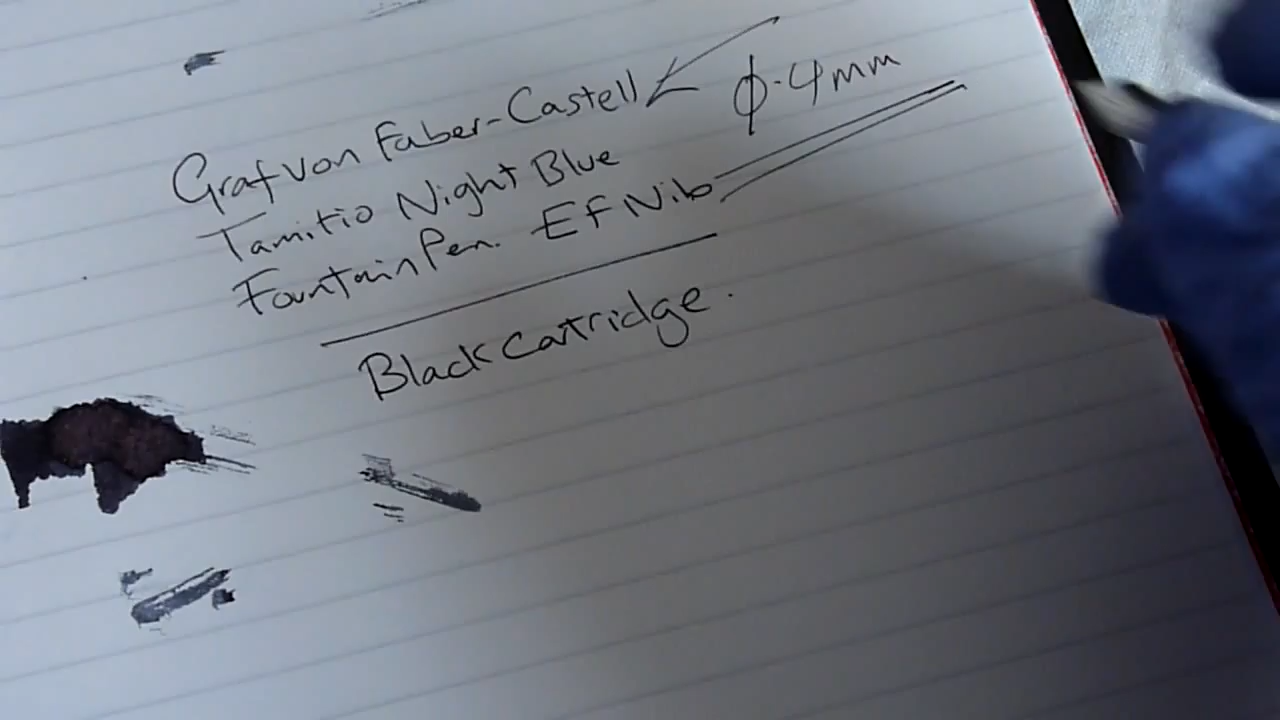 Graf von Faber-Castell
φ.4mm
Tamitio Night Blue
Fountain Pen. EF Nib
Black Cartridge.